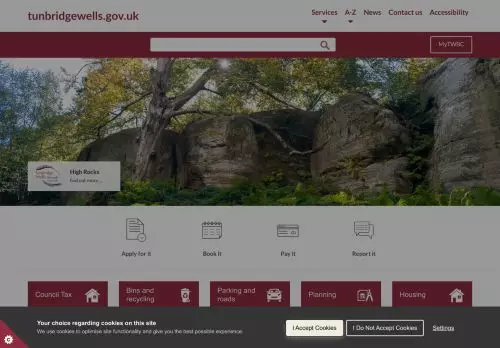 tunbridgewells.gov.uk
Services A-Z News Contact us Accessibility
MyTWBC
High Rocks
find out more...
Apply for it Book it Pay it Report it
Council Tax
Bins and recycling
Parking and roads
Planning
Housing
Your choice regarding cookies on this site
We use cookies to optimise site functionality and give you the best possible experience.
I Accept Cookies
I Do Not Accept Cookies
Settings